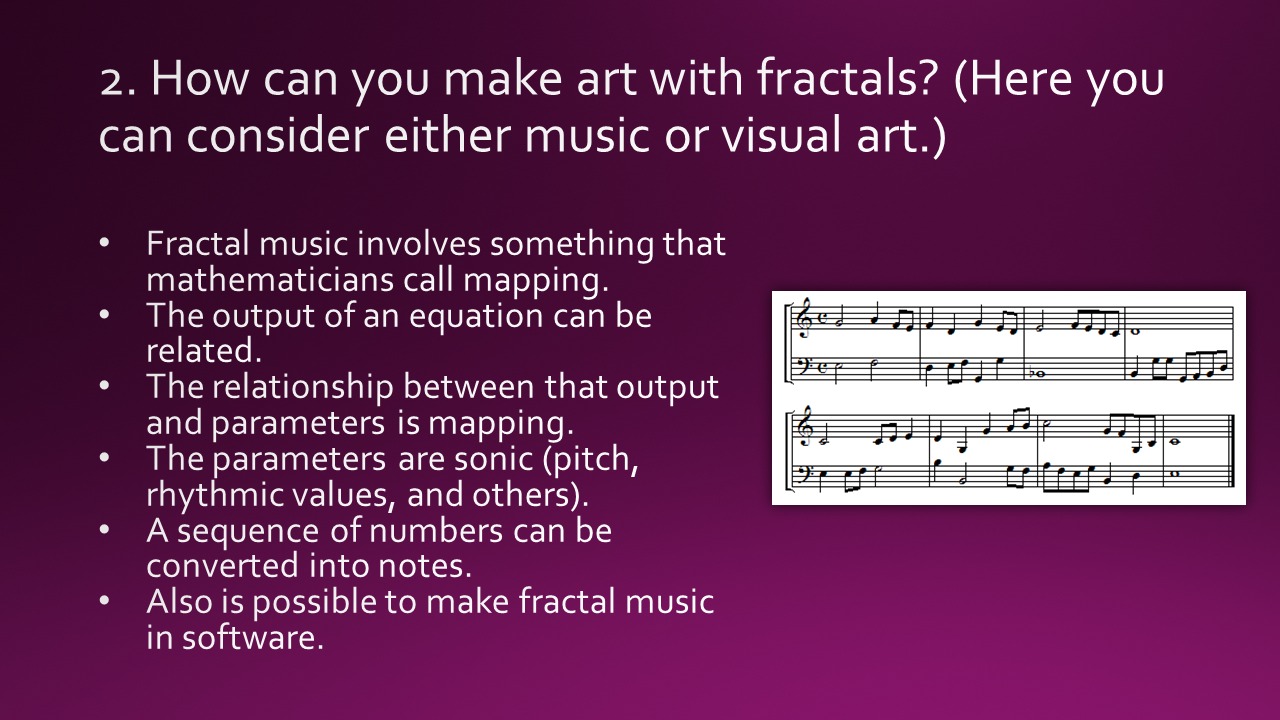 2. How can you make art with fractals? (Here you
can consider either music or visual art.)
• Fractal music involves something that
mathematicians call mapping.
• The output of an equation can be
related.
• The relationship between that output
and parameters is mapping.
• The parameters are sonic (pitch,
rhythmic values, and others).
• A sequence of numbers can be
converted into notes.
• Also is possible to make fractal music
in software.